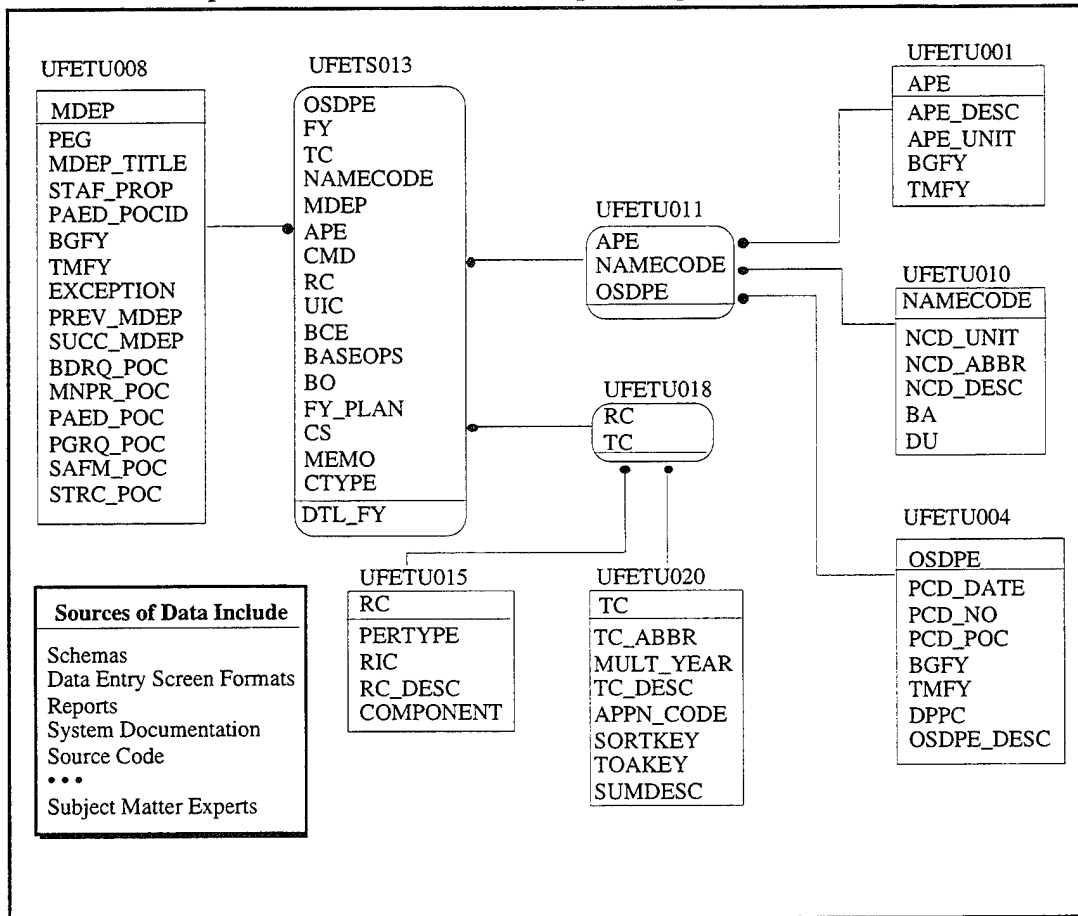 UFETU008
MDEP
PEG
MDEP_TITLE
STAF_PROP
PAED_POCID
BGFY
TMFY
EXCEPTION
PREV_MDEP
SUCC_MDEP
BDRQ_POC
MNPR_POC
PAED_POC
PGRQ_POC
SAFM_POC
STRC_POC
UFETS013
OSDPE
FY
TC
NAMECODE
MDEP
APE
CMD
RC
UIC
BCE
BASEOPS
BO
FY_PLAN
CS
MEMO
CTYPE
DTL_FY
UFETU011
APE
NAMECODE
OSDPE
UFETU018
RC
TC
UFETU001
APE
APE_DESC
APE_UNIT
BGFY
TMFY
UFETU010
NAMECODE
NCD_UNIT
NCD_ABBR
NCD_DESC
BA
DU
UFETU004
OSDPE
PCD_DATE
PCD_NO
PCD_POC
BGFY
TMFY
DPPC
OSDPE_DESC
UFETU015
RC
PERTYPE
RIC
RC_DESC
COMPONENT
UFETU020
TC
TC_ABBR
MULT_YEAR
TC_DESC
APPN_CODE
SORTKEY
TOAKEY
SUMDESC
Sources of Data Include
Schemas
Data Entry Screen Formats
Reports
System Documentation
Source Code
• • •
Subject Matter Experts